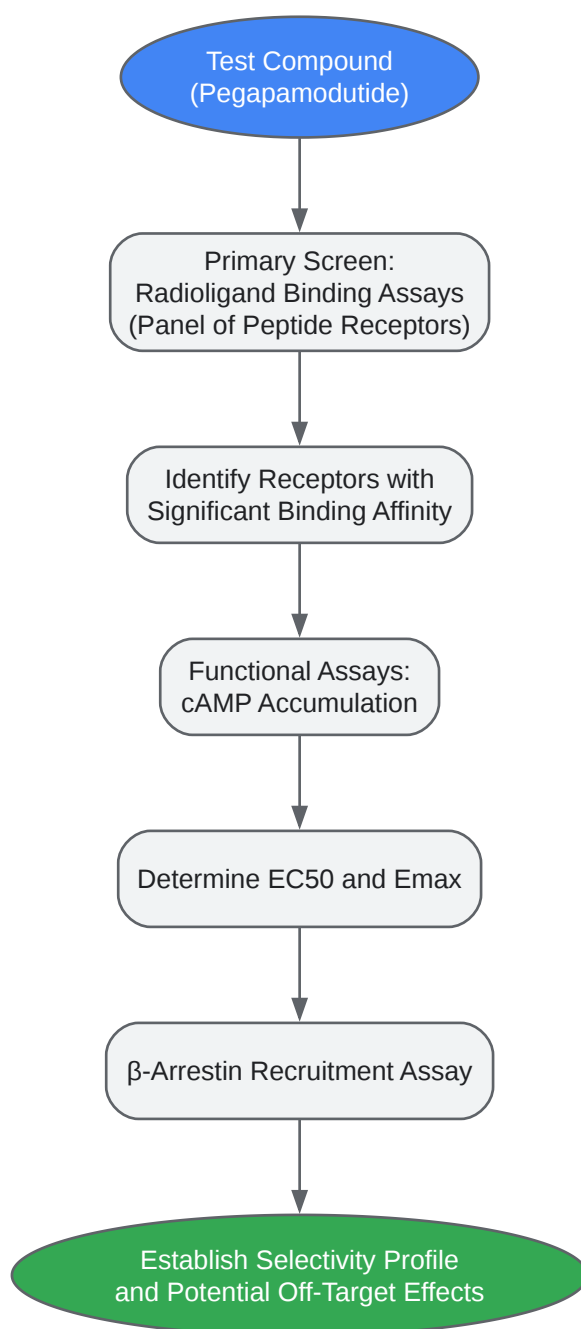 Test Compound
(Pegapamodutide)
Primary Screen:
Radioligand Binding Assays
(Panel of Peptide Receptors)
Identify Receptors with
Significant Binding Affinity
Functional Assays:
cAMP Accumulation
Determine EC50 and Emax
β-Arrestin Recruitment Assay
Establish Selectivity Profile
and Potential Off-Target Effects